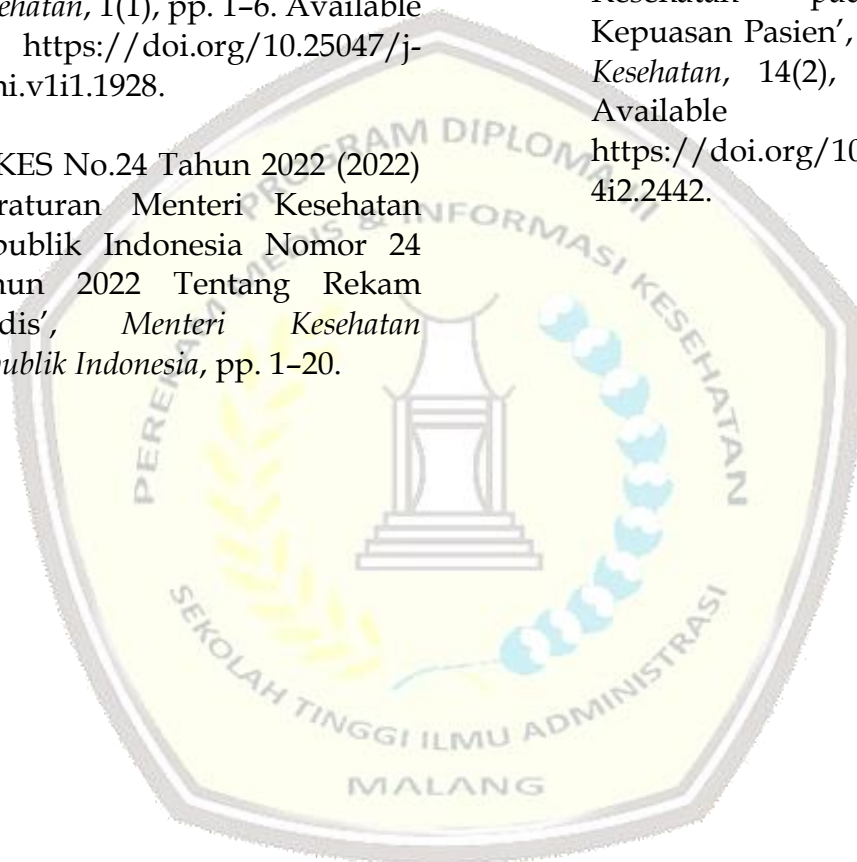 ehatan, 1(1), pp. 1–6. Available
https://doi.org/10.25047/j-
ni.v1i1.1928.
KES No.24 Tahun 2022 (2022)
raturan Menteri Kesehatan
publik Indonesia Nomor 24
hun 2022 Tentang Rekam
dis', Menteri Kesehatan
publik Indonesia, pp. 1–20.
Kepuasan Pasien',
Kesehatan, 14(2),
Available
https://doi.org/10
4i2.2442.
PROGRAM DIPLOMA III
PEREKAM MEDIS & INFORMASI KESEHATAN
SEKOLAH TINGGI ILMU ADMINISTRASI
MALANG